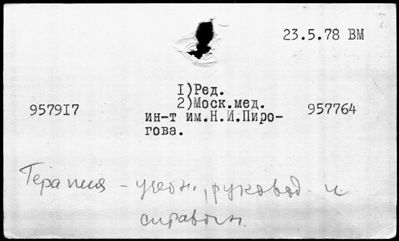 23.5.78 ВМ
I)Ред.
2)Моск.мед.
957917 ин-т им.Н.И.Пиро- 957764
гова.
Терапия - учебн., руковод. и
справочн.